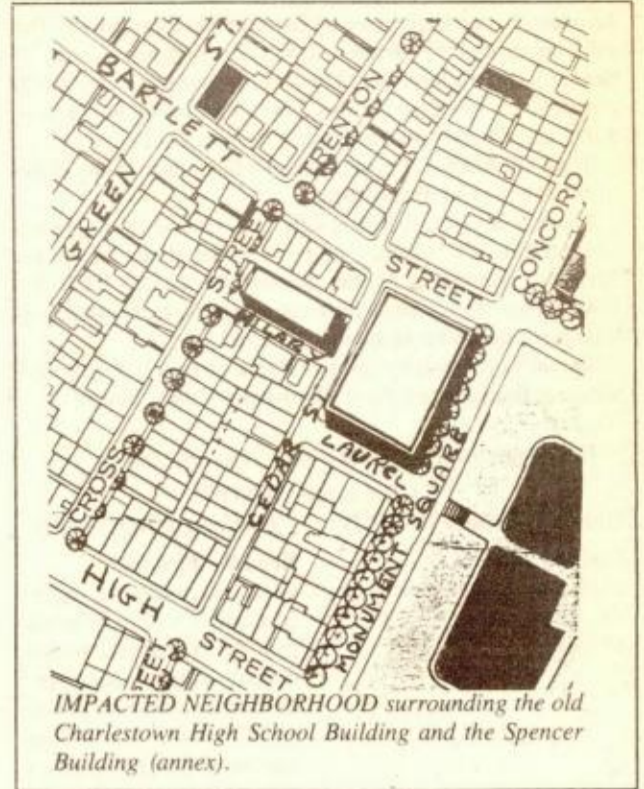 ST.
BARTLETT
TRENTON
GREEN
CONCORD
STREET
STREET
HILARY
CEDAR S
LAUREL
CROSS
MONUMENT SQUARE
HIGH
STREET
IMPACTED NEIGHBORHOOD surrounding the old
Charlestown High School Building and the Spencer
Building (annex).